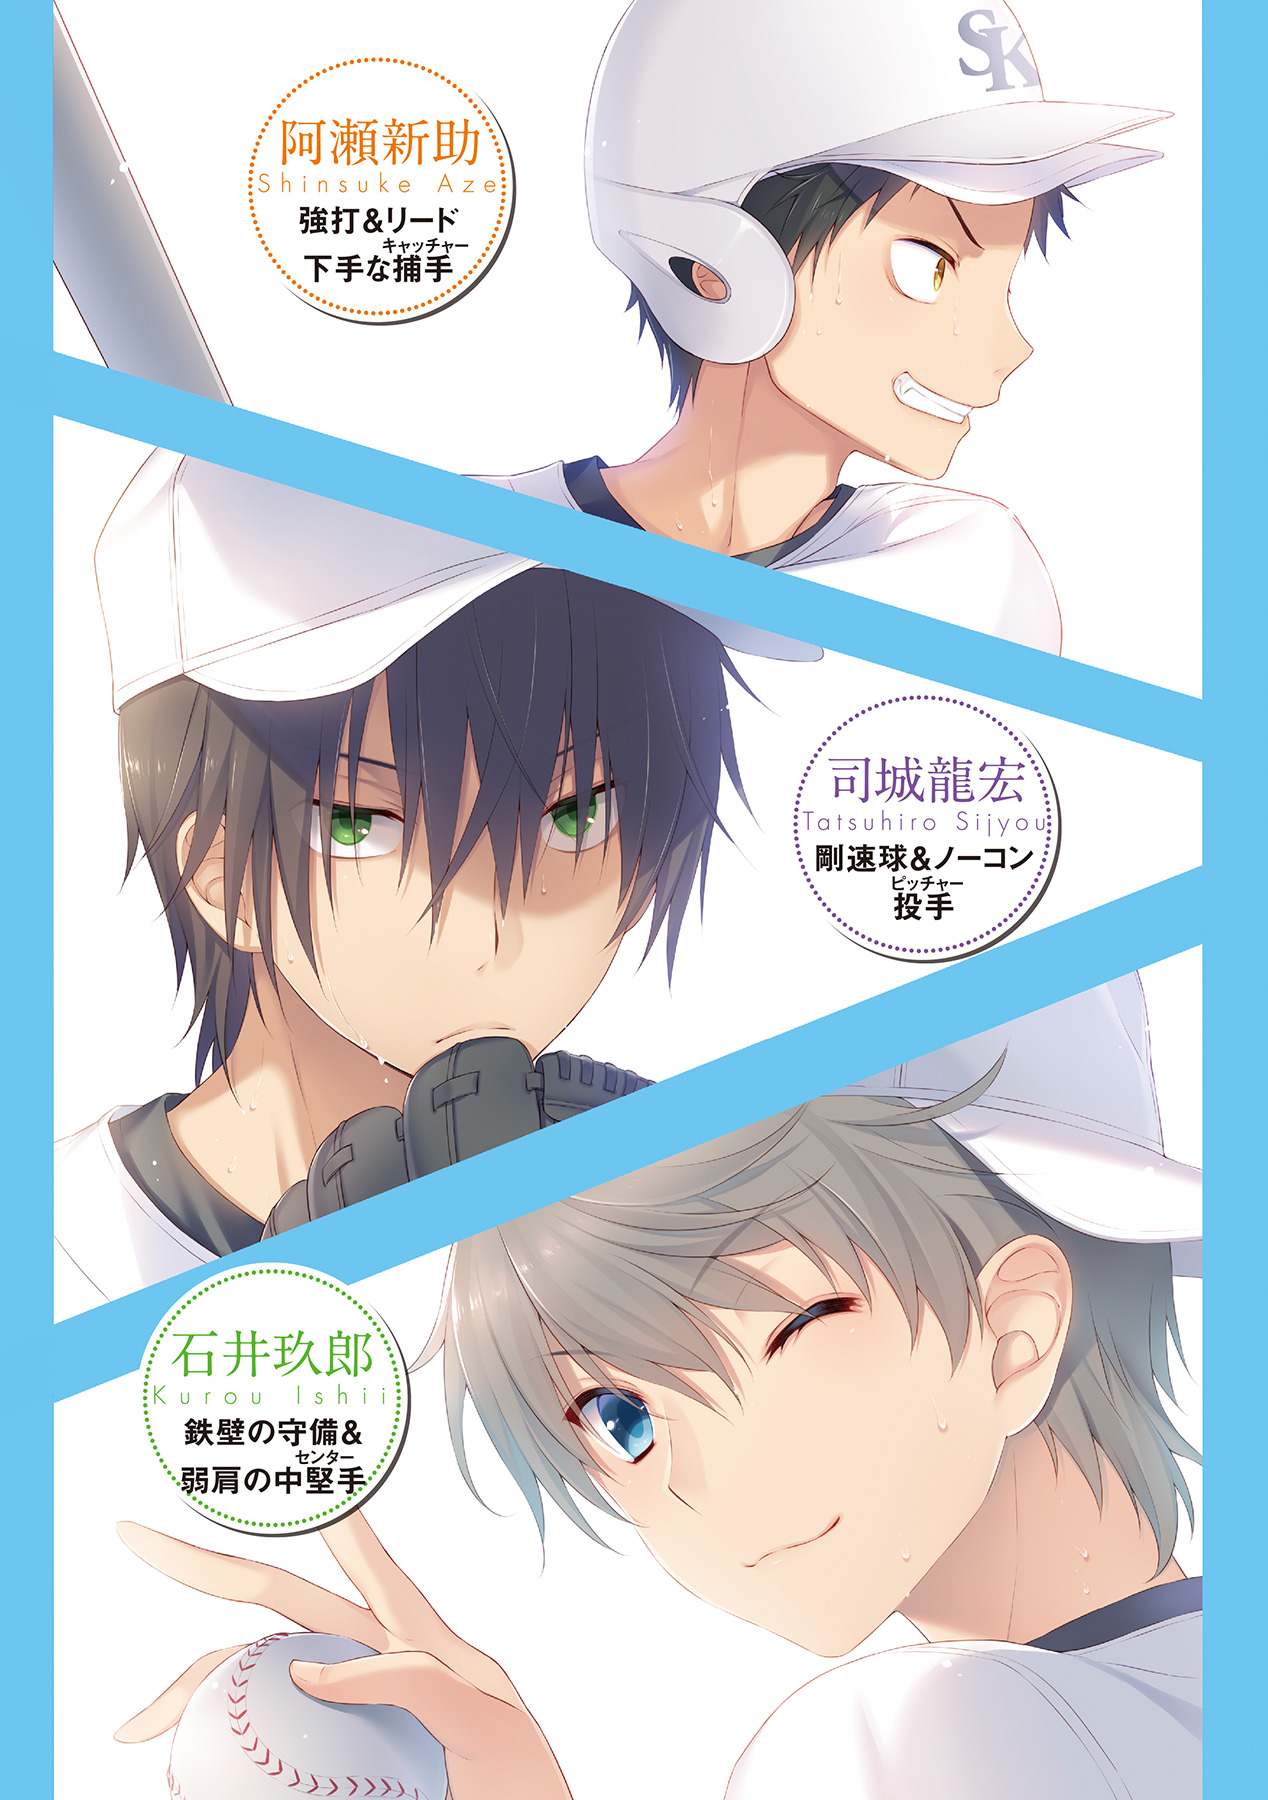 SK
阿瀬新助
Shinsuke Aze
強打&リード
キャッチャー
下手な捕手
司城龍宏
Tatsuhiro Sijyou
剛速球&ノーコン
ピッチャー
投手
石井玖郎
Kurou Ishii
鉄壁の守備&
センター
弱肩の中堅手